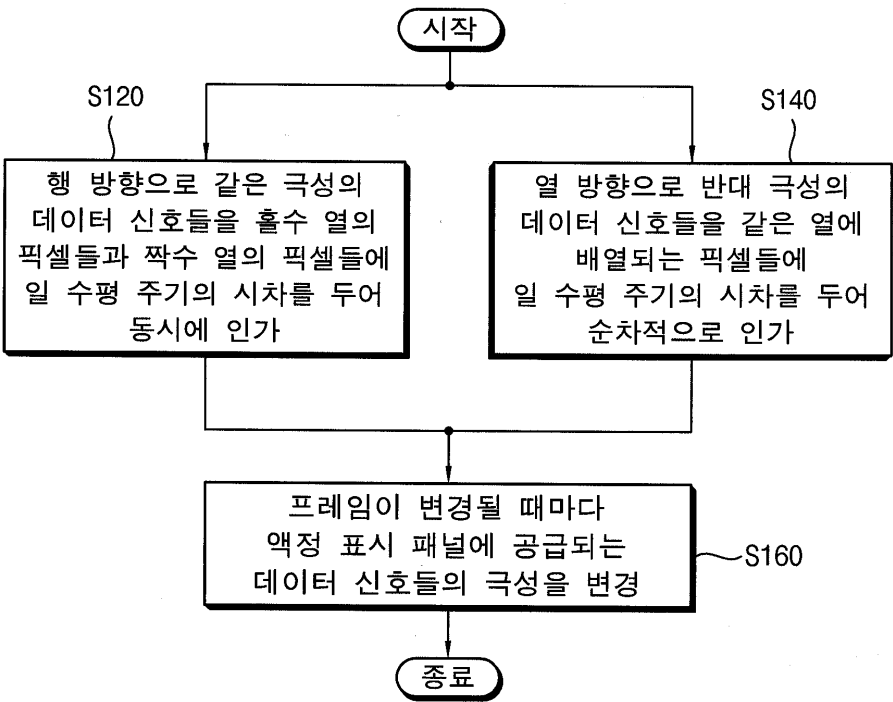 시작
S120
행 방향으로 같은 극성의
데이터 신호들을 홀수 열의
픽셀들과 짝수 열의 픽셀들에
일 수평 주기의 시차를 두어
동시에 인가
S140
열 방향으로 반대 극성의
데이터 신호들을 같은 열에
배열되는 픽셀들에
일 수평 주기의 시차를 두어
순차적으로 인가
프레임이 변경될 때마다
액정 표시 패널에 공급되는
데이터 신호들의 극성을 변경
S160
종료